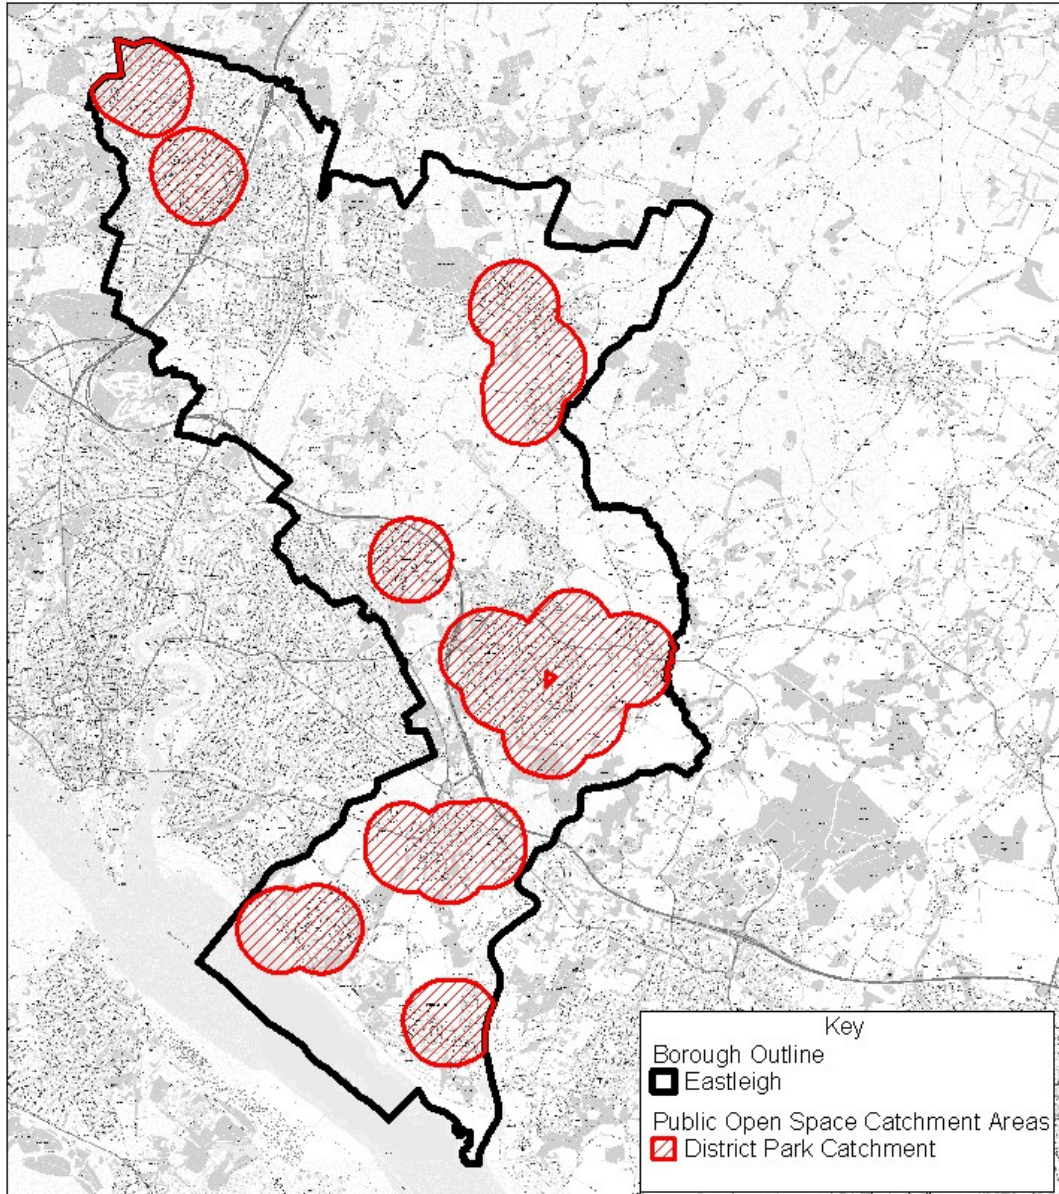 Key
Borough Outline
Eastleigh
Public Open Space Catchment Areas
District Park Catchment